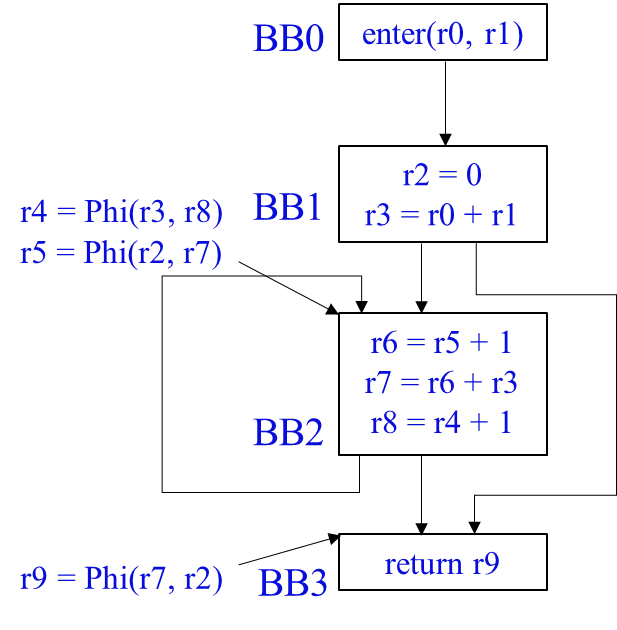 BB0
enter(r0, r1)
BB1
r2 = 0
r3 = r0 + r1
r4 = Phi(r3, r8)
r5 = Phi(r2, r7)
BB2
r6 = r5 + 1
r7 = r6 + r3
r8 = r4 + 1
r9 = Phi(r7, r2)
BB3
return r9